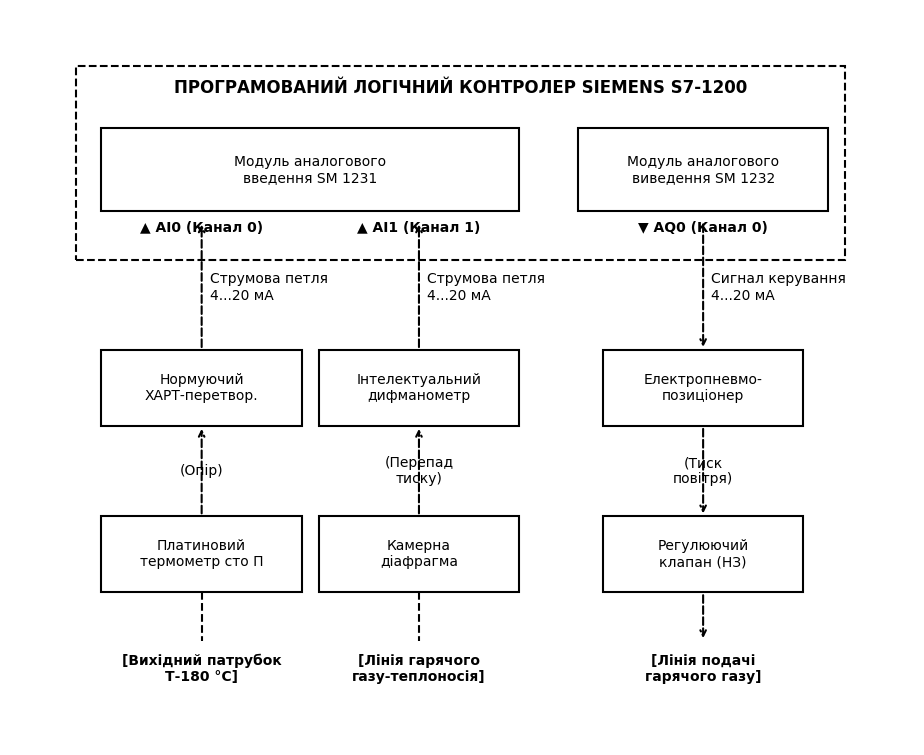 ПРОГРАМОВАНИЙ ЛОГІЧНИЙ КОНТРОЛЕР SIEMENS S7-1200
Модуль аналогового
введення SM 1231
Модуль аналогового
виведення SM 1232
▲ AI0 (Канал 0)
▲ AI1 (Канал 1)
▼ AQ0 (Канал 0)
Струмова петля
4...20 мА
Струмова петля
4...20 мА
Сигнал керування
4...20 мА
Нормуючий
ХАРТ-перетвор.
Інтелектуальний
дифманометр
Електропневмо-
позиціонер
(Опір)
(Перепад
тиску)
(Тиск
повітря)
Платиновий
термометр сто П
Камерна
діафрагма
Регулюючий
клапан (НЗ)
[Вихідний патрубок
Т-180 °С]
[Лінія гарячого
газу-теплоносія]
[Лінія подачі
гарячого газу]